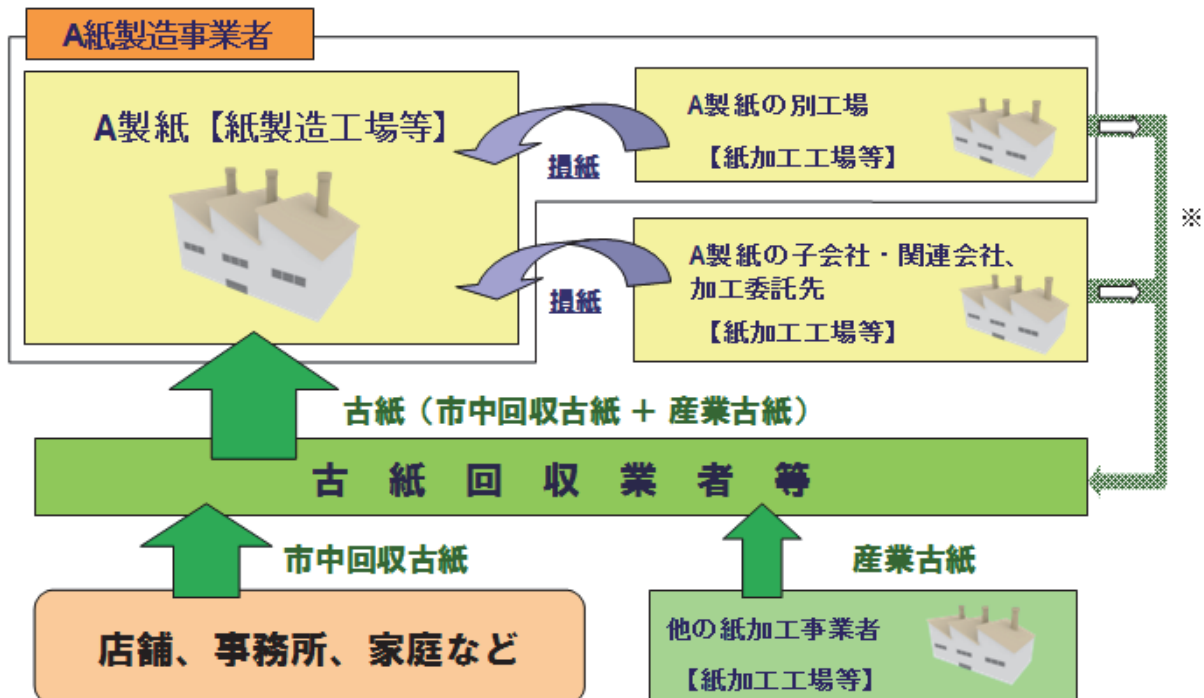 A紙製造事業者
A製紙【紙製造工場等】
損紙
A製紙の別工場
【紙加工工場等】
※
損紙
A製紙の子会社・関連会社、
加工委託先
【紙加工工場等】
古紙（市中回収古紙 + 産業古紙）
古紙回収業者等
市中回収古紙
産業古紙
店舗、事務所、家庭など
他の紙加工事業者
【紙加工工場等】